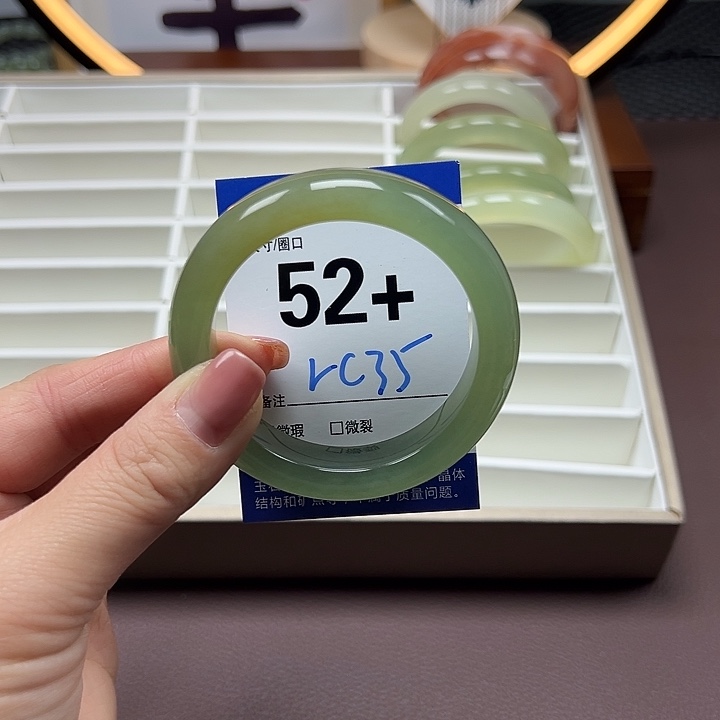 寸/圈口
52+
rC35
备注
微瑕 □微裂
晶体
结构和矿 质量问题。